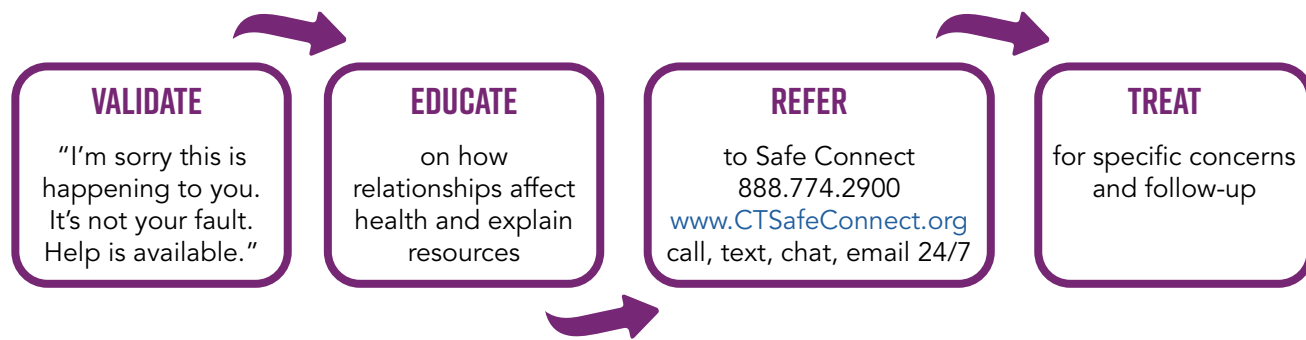 VALIDATE
“I’m sorry this is
happening to you.
It’s not your fault.
Help is available.”
EDUCATE
on how
relationships affect
health and explain
resources
REFER
to Safe Connect
888.774.2900
www.CTSafeConnect.org
call, text, chat, email 24/7
TREAT
for specific concerns
and follow-up